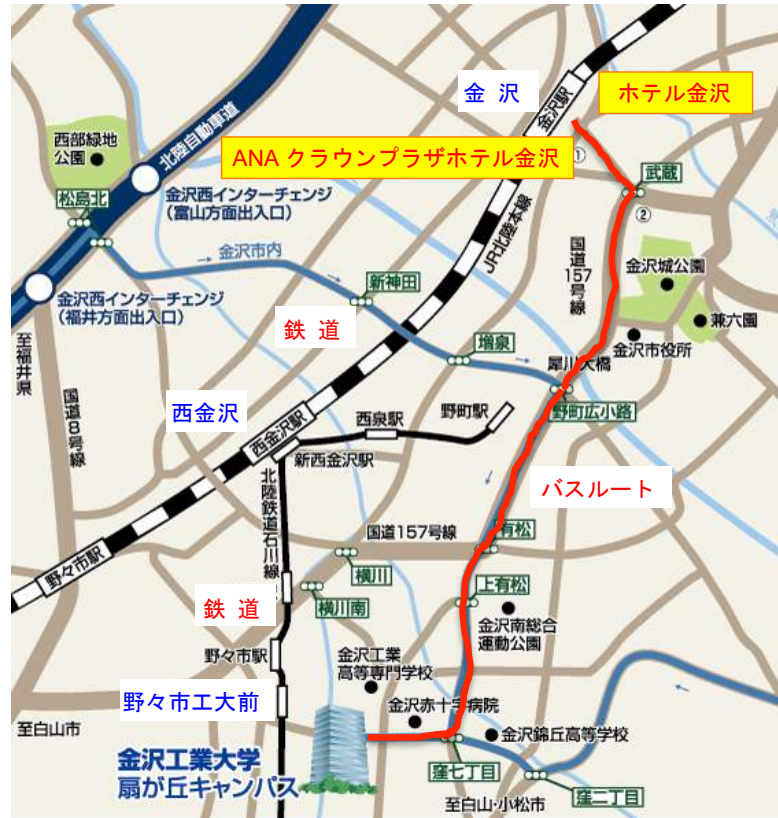 金 沢
金沢駅
ホテル金沢
西部緑地
公園
北陸自動車道
ANA クラウンプラザホテル金沢
①
武蔵
松島北
金沢西インターチェンジ
(富山方面出入口)
②
JR北陸本線
国道
157
号線
金沢市内
新神田
金沢城公園
兼六園
金沢西インターチェンジ
(福井方面出入口)
鉄 道
増泉
金沢市役所
犀川大橋
至福井県
国道8号線
西金沢
西金沢駅
西泉駅
野町駅
野町広小路
新西金沢駅
バスルート
北陸鉄道石川線
国道157号線
有松
野々市駅
横川
横川南
上有松
鉄 道
金沢南総合
運動公園
野々市駅
金沢工業
高等専門学校
野々市工大前
金沢赤十字病院
至白山市
金沢錦丘高等学校
金沢工業大学
扇が丘キャンパス
窪七丁目
窪二丁目
至白山・小松市